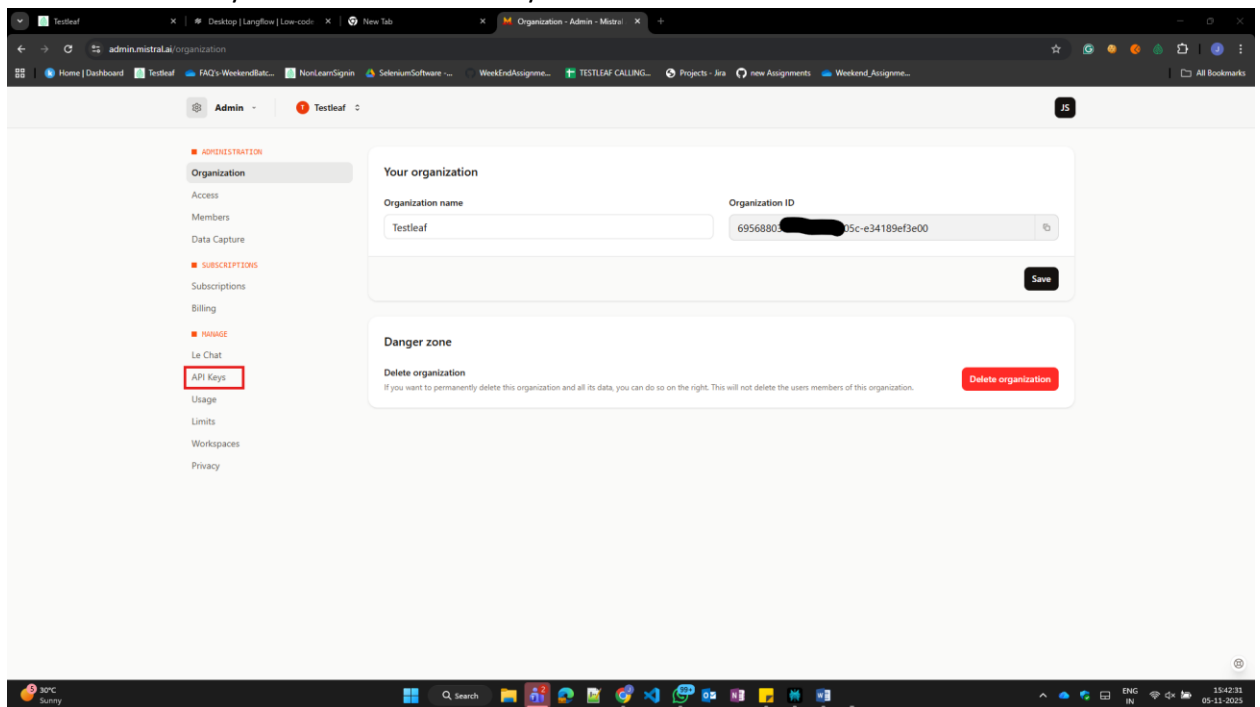 Testleaf
Desktop | Langflow | Low-code
New Tab
Organization - Admin - Mistral
admin.mistral.ai/organization
Home | Dashboard
Testleaf
FAQ's-WeekendBatc...
NonLearnSignin
SeleniumSoftware -...
WeekEndAssignme...
TESTLEAF CALLING...
Projects - Jira
new Assignments
Weekend_Assignme...
All Bookmarks
Admin
T Testleaf
JS
ADMINISTRATION
Organization
Access
Members
Data Capture
SUBSCRIPTIONS
Subscriptions
Billing
MANAGE
Le Chat
API Keys
Usage
Limits
Workspaces
Privacy
Your organization
Organization name
Organization ID
Testleaf
6956880 05c-e34189ef3e00
Save
Danger zone
Delete organization
If you want to permanently delete this organization and all its data, you can do so on the right. This will not delete the users members of this organization.
Delete organization
5
30°C
Sunny
Search
99+
ENG
IN
15:42:31
05-11-2025